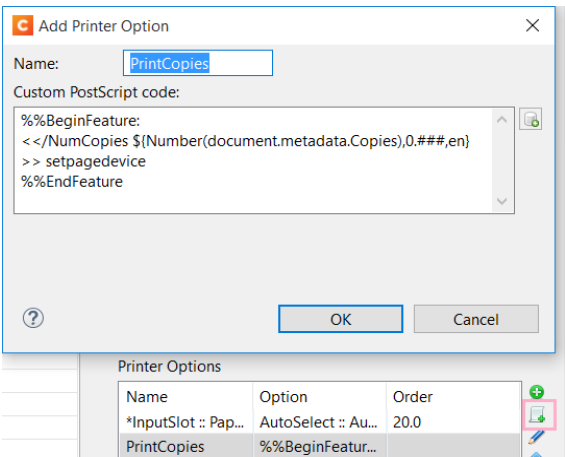 C Add Printer Option
Name: PrintCopies
Custom PostScript code:
%%BeginFeature:
<</NumCopies ${Number(document.metadata.Copies),0.###,en}
>> setpagedevice
%%EndFeature
? OK Cancel
Printer Options
Name Option Order
*InputSlot :: Pap... AutoSelect :: Au... 20.0
PrintCopies %%BeginFeatur...